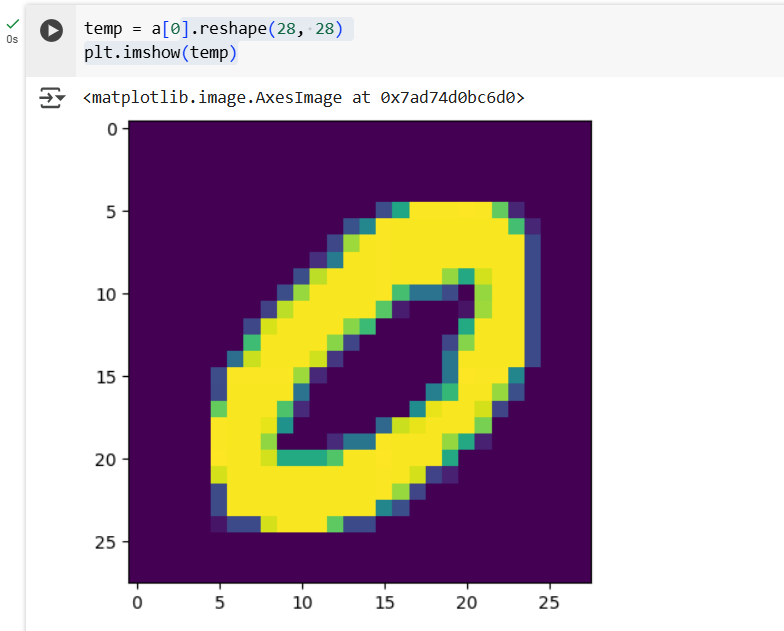 temp = a[0].reshape(28, 28)
0s
plt.imshow(temp)
<matplotlib.image.AxesImage at 0x7ad74d0bc6d0>
0
5
10
15
20
25
0 5 10 15 20 25